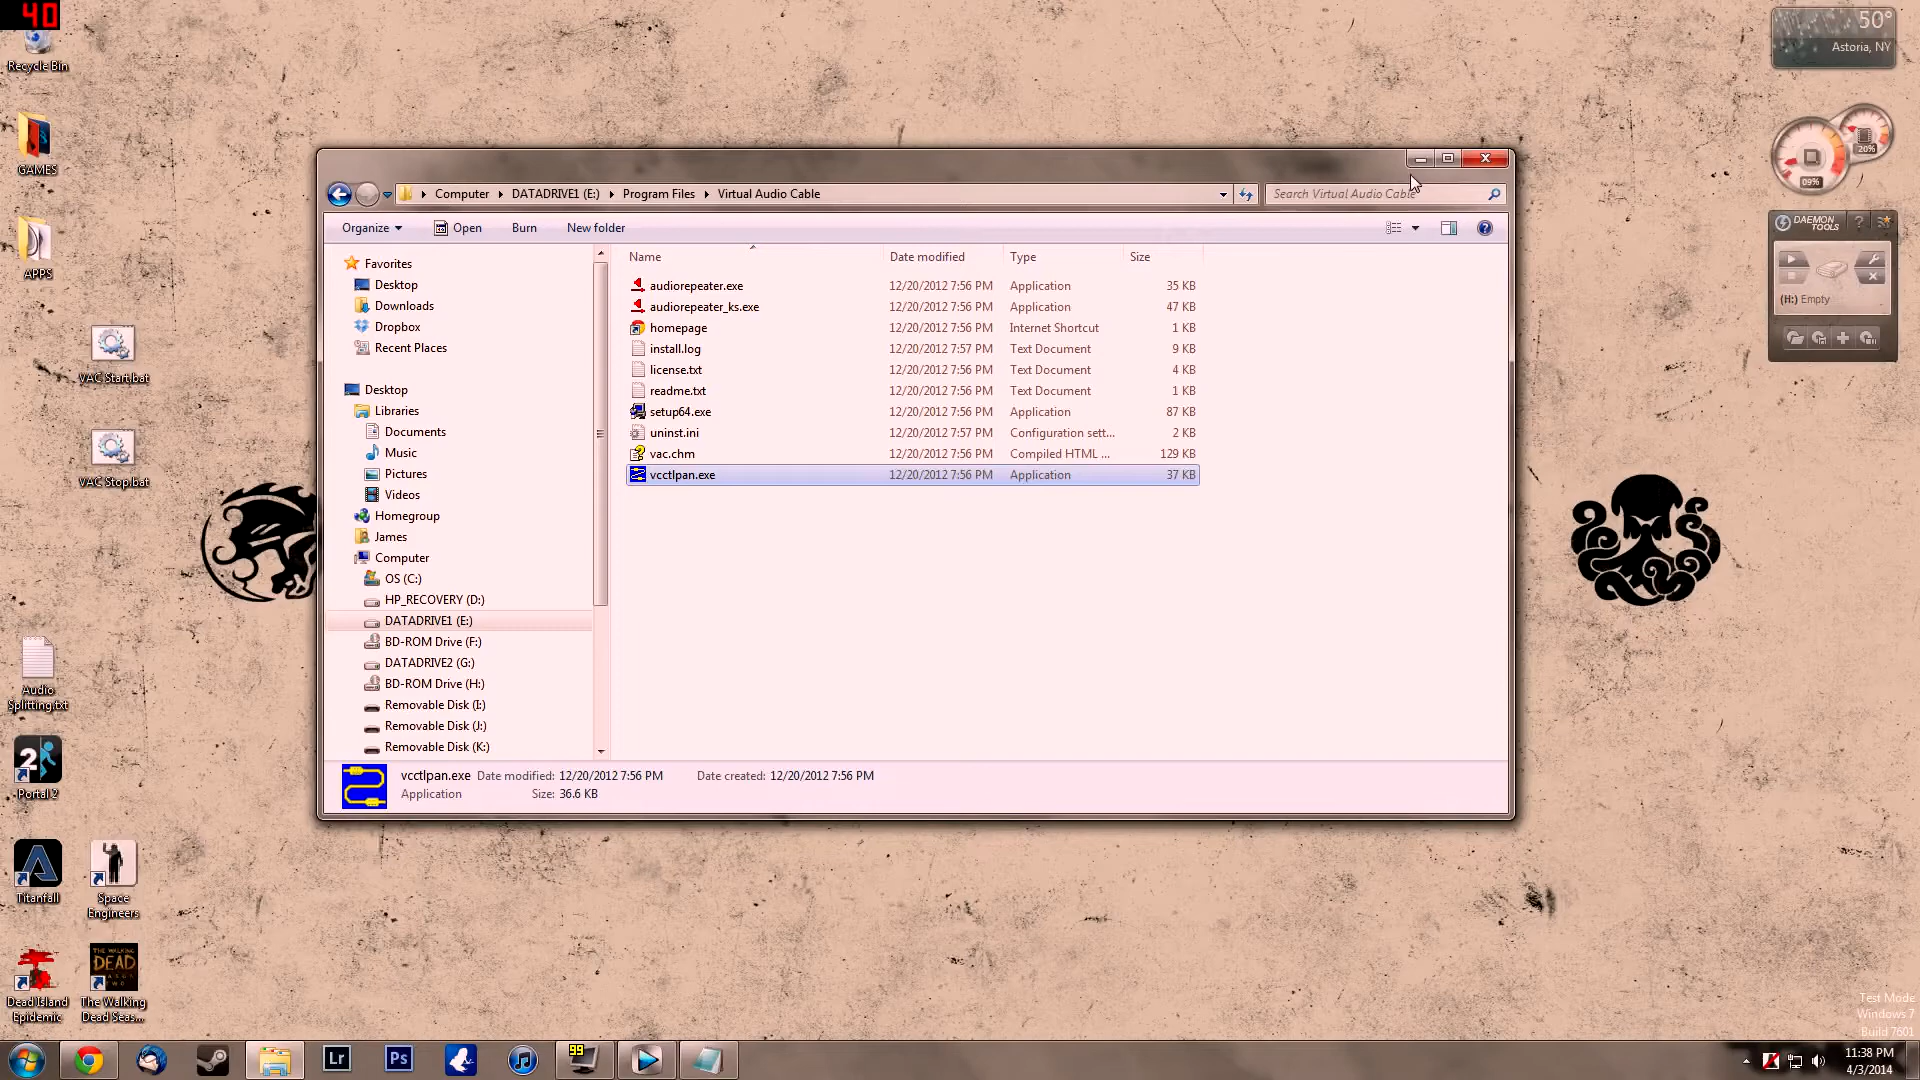 40
Recycle Bin
GAMES
APPS
VAC Start.bat
VAC Stop.bat
Audio
Splitting.txt
2
Portal 2
Titanfall
Space
Engineers
Dead Island
Epidemic
THE WALKING
DEAD
The Walking
Dead Seas...
Computer
DATADRIVE1 (E:)
Program Files
Virtual Audio Cable
Search Virtual Audio Cable
Organize
Open
Burn
New folder
Favorites
Desktop
Downloads
Dropbox
Recent Places
Desktop
Libraries
Documents
Music
Pictures
Videos
Homegroup
James
Computer
OS (C:)
HP_RECOVERY (D:)
DATADRIVE1 (E:)
BD-ROM Drive (F:)
DATADRIVE2 (G:)
BD-ROM Drive (H:)
Removable Disk (I:)
Removable Disk (J:)
Removable Disk (K:)
Name Date modified Type Size
audiorepeater.exe 12/20/2012 7:56 PM Application 35 KB
audiorepeater_ks.exe 12/20/2012 7:56 PM Application 47 KB
homepage 12/20/2012 7:56 PM Internet Shortcut 1 KB
install.log 12/20/2012 7:57 PM Text Document 9 KB
license.txt 12/20/2012 7:56 PM Text Document 4 KB
readme.txt 12/20/2012 7:56 PM Text Document 1 KB
setup64.exe 12/20/2012 7:56 PM Application 87 KB
uninst.ini 12/20/2012 7:57 PM Configuration sett... 2 KB
vac.chm 12/20/2012 7:56 PM Compiled HTML ... 129 KB
vcctlpan.exe 12/20/2012 7:56 PM Application 37 KB
vcctlpan.exe Date modified: 12/20/2012 7:56 PM Date created: 12/20/2012 7:56 PM
Application Size: 36.6 KB
50°
Astoria, NY
20%
09%
DAEMON
TOOLS
?
(H:) Empty
Test Mode
Windows 7
Build 7601
Lr
Ps
99
11:38 PM
4/3/2014